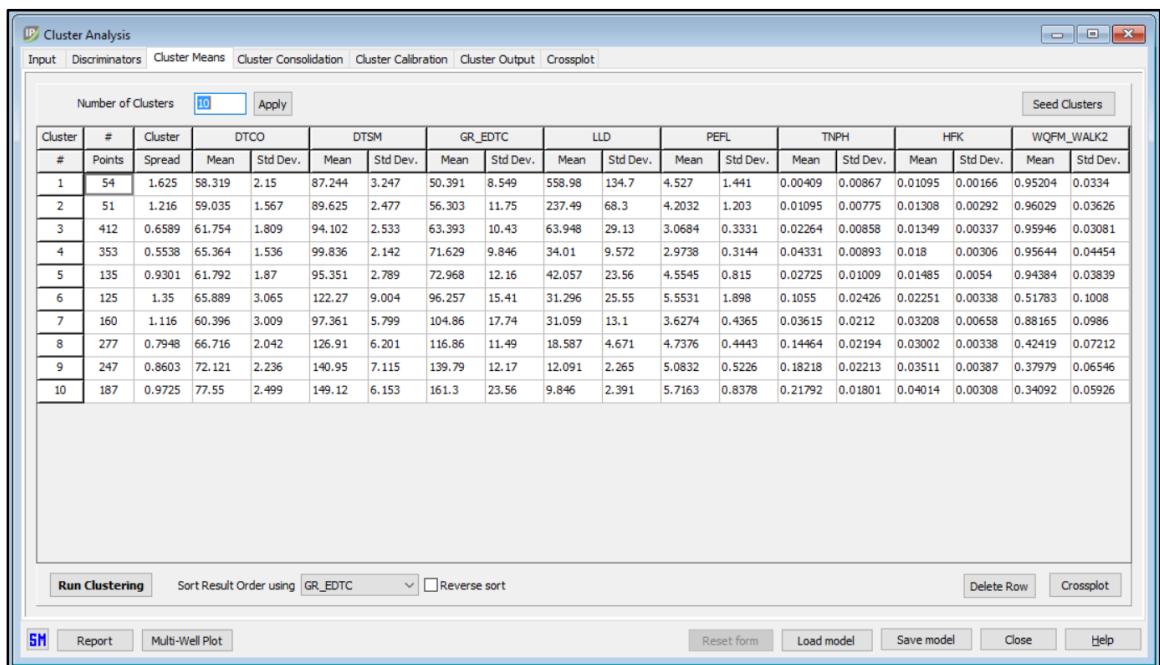 IP Cluster Analysis
Input Discriminators Cluster Means Cluster Consolidation Cluster Calibration Cluster Output Crossplot
Number of Clusters 10 Apply Seed Clusters
Cluster # Cluster DTCO DTSM GR_EDTC LLD PEFL TNPH HFK WQFM_WALK2
# Points Spread Mean Std Dev. Mean Std Dev. Mean Std Dev. Mean Std Dev. Mean Std Dev. Mean Std Dev. Mean Std Dev. Mean Std Dev.
1 54 1.625 58.319 2.15 87.244 3.247 50.391 8.549 558.98 134.7 4.527 1.441 0.00409 0.00867 0.01095 0.00166 0.95204 0.0334
2 51 1.216 59.035 1.567 89.625 2.477 56.303 11.75 237.49 68.3 4.2032 1.203 0.01095 0.00775 0.01308 0.00292 0.96029 0.03626
3 412 0.6589 61.754 1.809 94.102 2.533 63.393 10.43 63.948 29.13 3.0684 0.3331 0.02264 0.00858 0.01349 0.00337 0.95946 0.03081
4 353 0.5538 65.364 1.536 99.836 2.142 71.629 9.846 34.01 9.572 2.9738 0.3144 0.04331 0.00893 0.018 0.00306 0.95644 0.04454
5 135 0.9301 61.792 1.87 95.351 2.789 72.968 12.16 42.057 23.56 4.5545 0.815 0.02725 0.01009 0.01485 0.0054 0.94384 0.03839
6 125 1.35 65.889 3.065 122.27 9.004 96.257 15.41 31.296 25.55 5.5531 1.898 0.1055 0.02426 0.02251 0.00338 0.51783 0.1008
7 160 1.116 60.396 3.009 97.361 5.799 104.86 17.74 31.059 13.1 3.6274 0.4365 0.03615 0.0212 0.03208 0.00658 0.88165 0.0986
8 277 0.7948 66.716 2.042 126.91 6.201 116.86 11.49 18.587 4.671 4.7376 0.4443 0.14464 0.02194 0.03002 0.00338 0.42419 0.07212
9 247 0.8603 72.121 2.236 140.95 7.115 139.79 12.17 12.091 2.265 5.0832 0.5226 0.18218 0.02213 0.03511 0.00387 0.37979 0.06546
10 187 0.9725 77.55 2.499 149.12 6.153 161.3 23.56 9.846 2.391 5.7163 0.8378 0.21792 0.01801 0.04014 0.00308 0.34092 0.05926
Run Clustering Sort Result Order using GR_EDTC Reverse sort Delete Row Crossplot
SM Report Multi-Well Plot Reset form Load model Save model Close Help